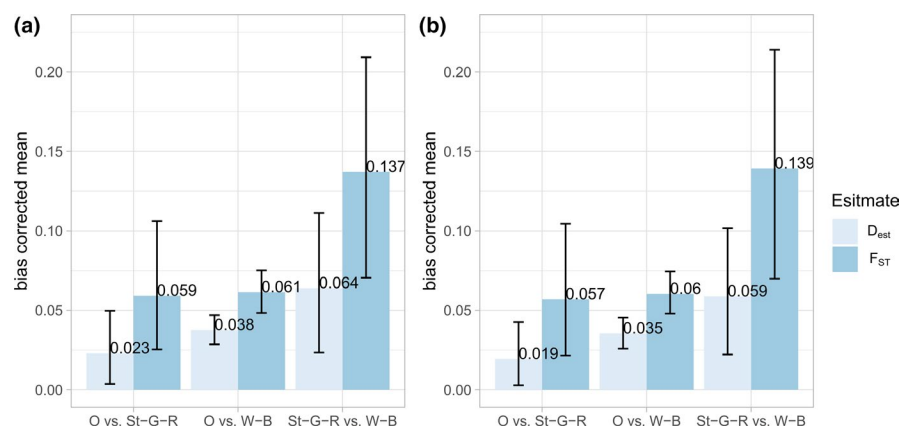 (a)
bias corrected mean
0.20
0.15
0.10
0.05
0.00
0.023
0.059
0.038
0.061
0.064
0.137
O vs. St−G−R
O vs. W−B
St−G−R vs. W−B
(b)
bias corrected mean
0.20
0.15
0.10
0.05
0.00
0.019
0.057
0.035
0.06
0.059
0.139
O vs. St−G−R
O vs. W−B
St−G−R vs. W−B
Esitmate
Dest
FST